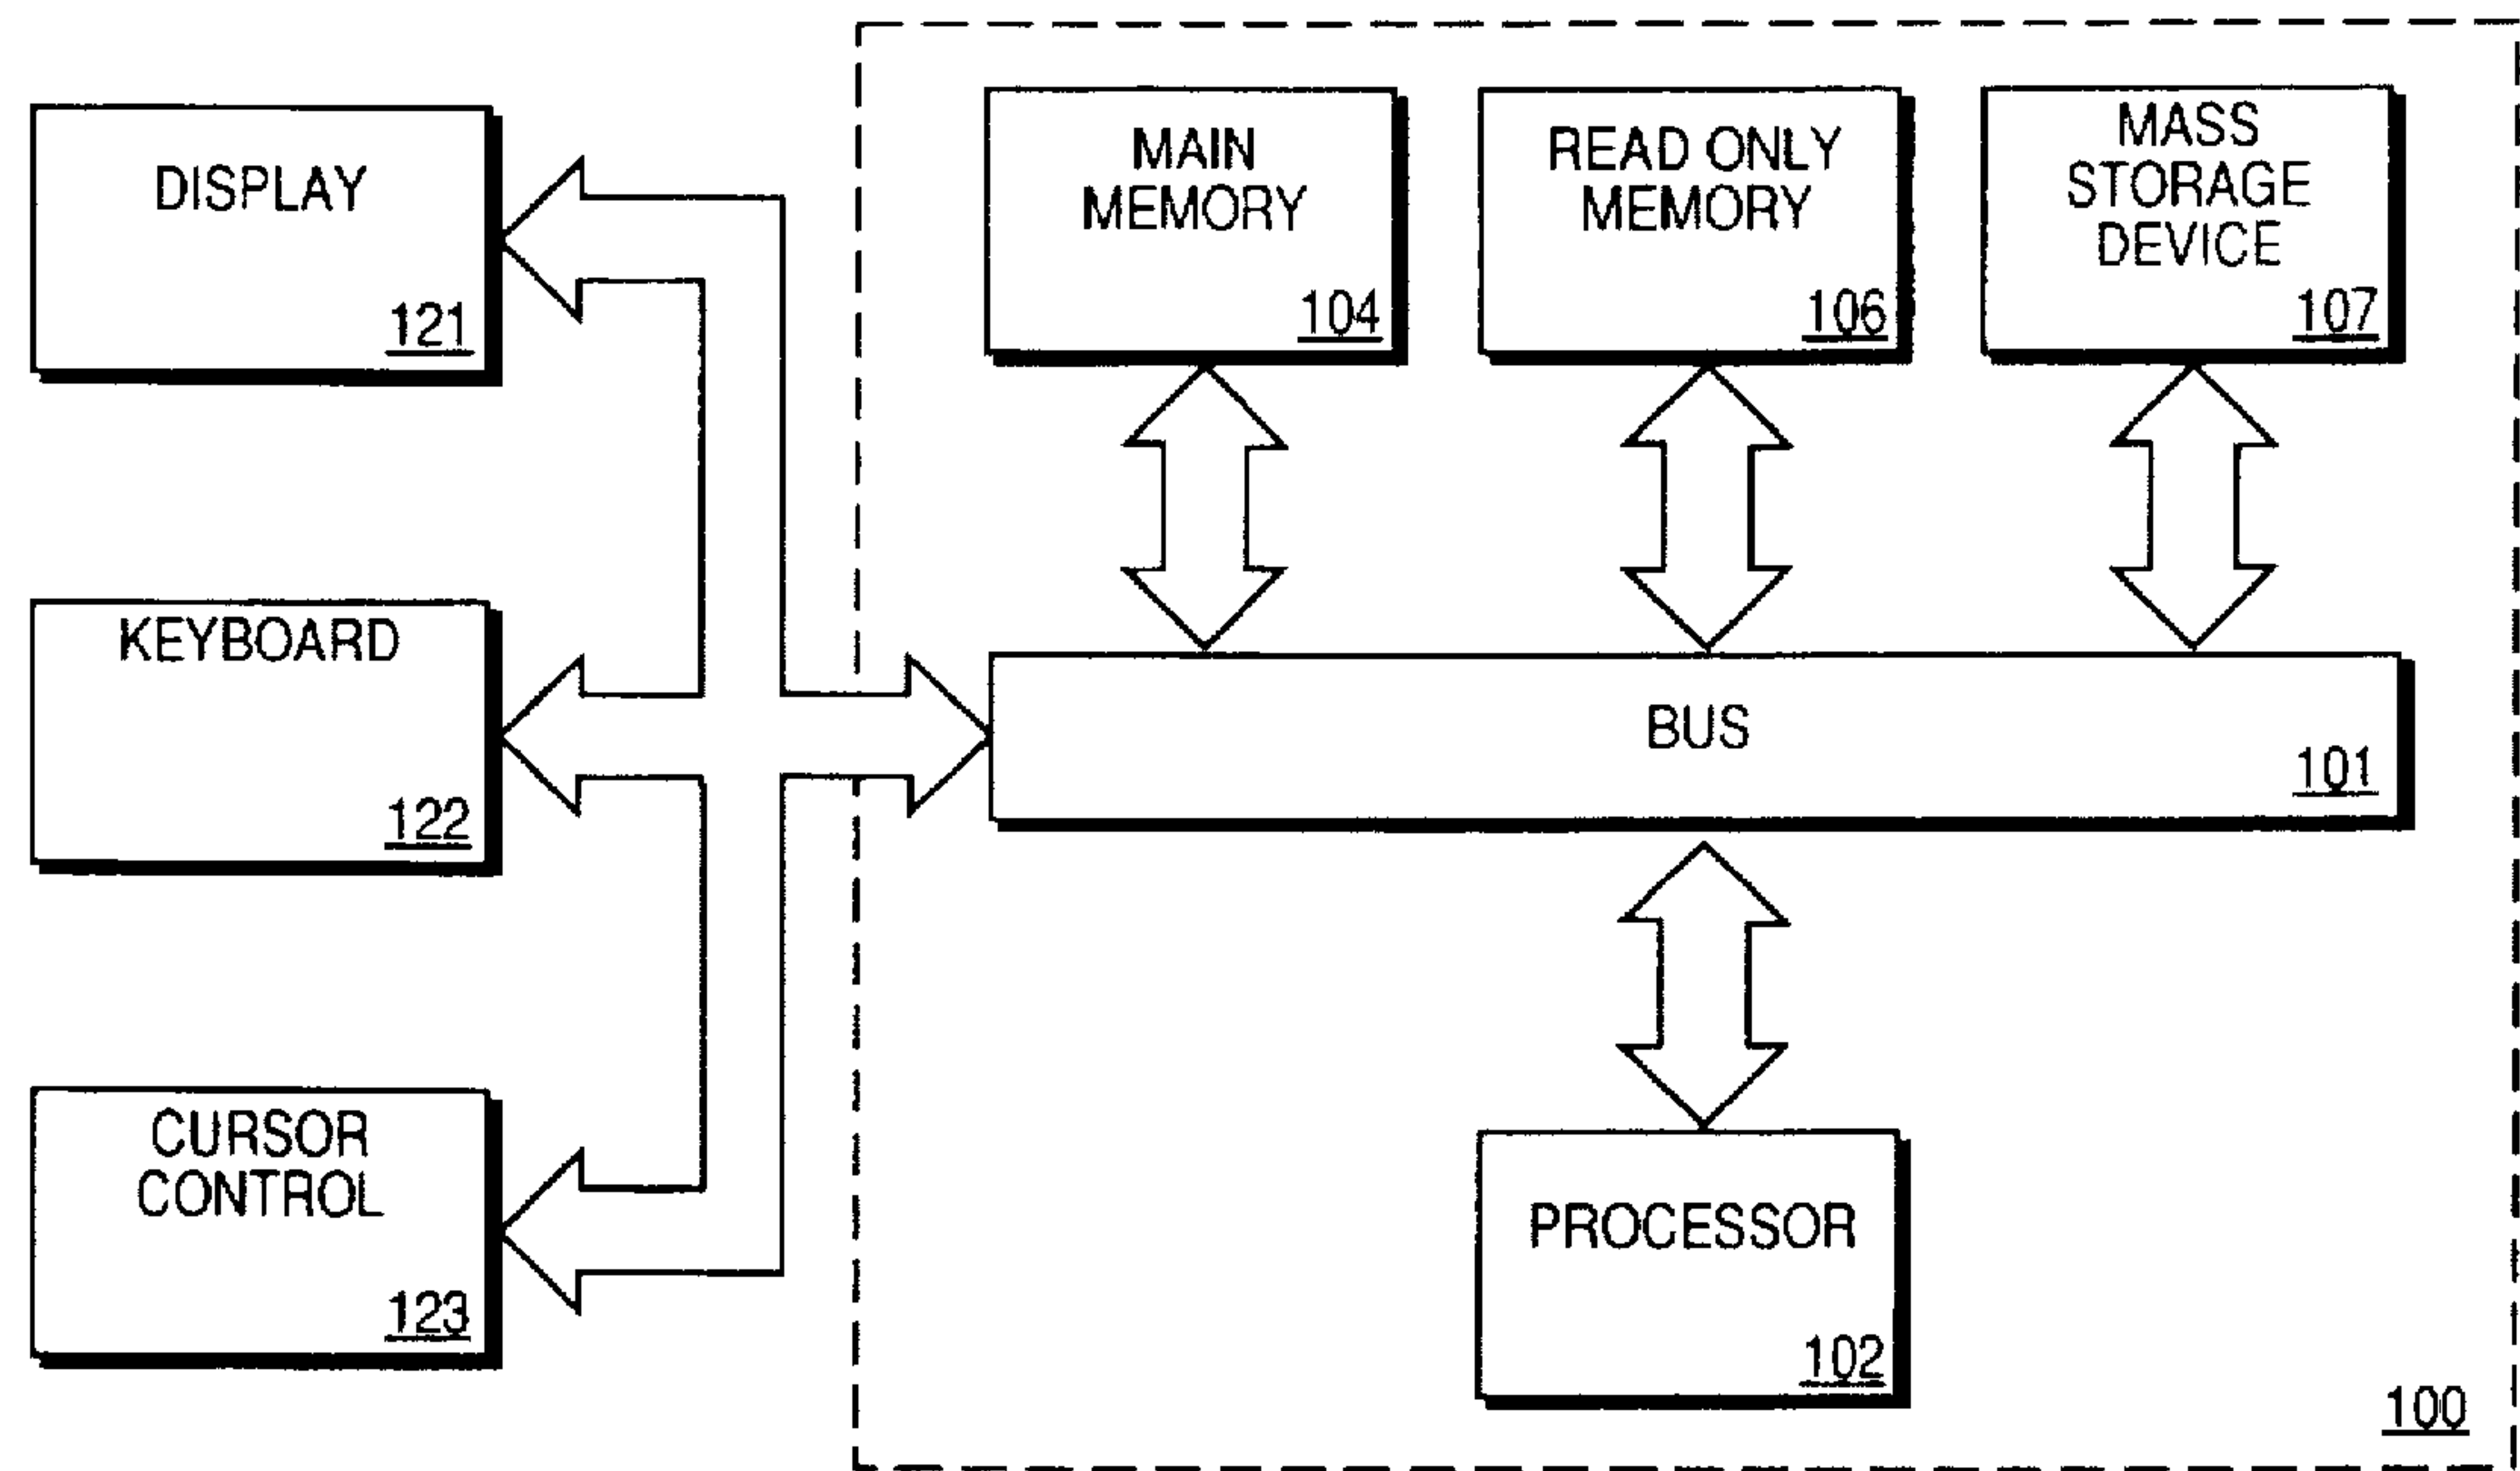 DISPLAY
121
KEYBOARD
122
CURSOR
CONTROL
123
MAIN
MEMORY
104
READ ONLY
MEMORY
106
MASS
STORAGE
DEVICE
107
BUS
101
PROCESSOR
102
100